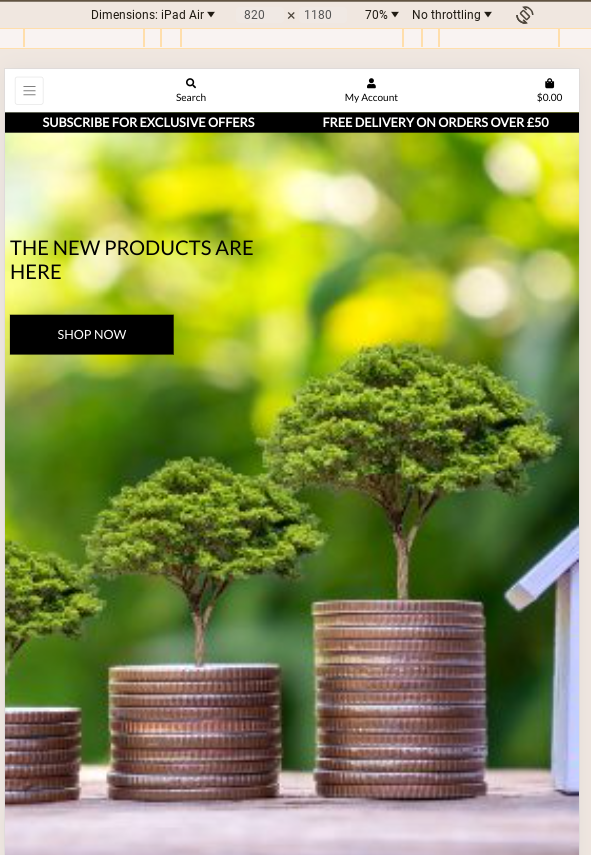 Dimensions: iPad Air 820 × 1180 70% No throttling
Search My Account $0.00
SUBSCRIBE FOR EXCLUSIVE OFFERS FREE DELIVERY ON ORDERS OVER £50
THE NEW PRODUCTS ARE
HERE
SHOP NOW